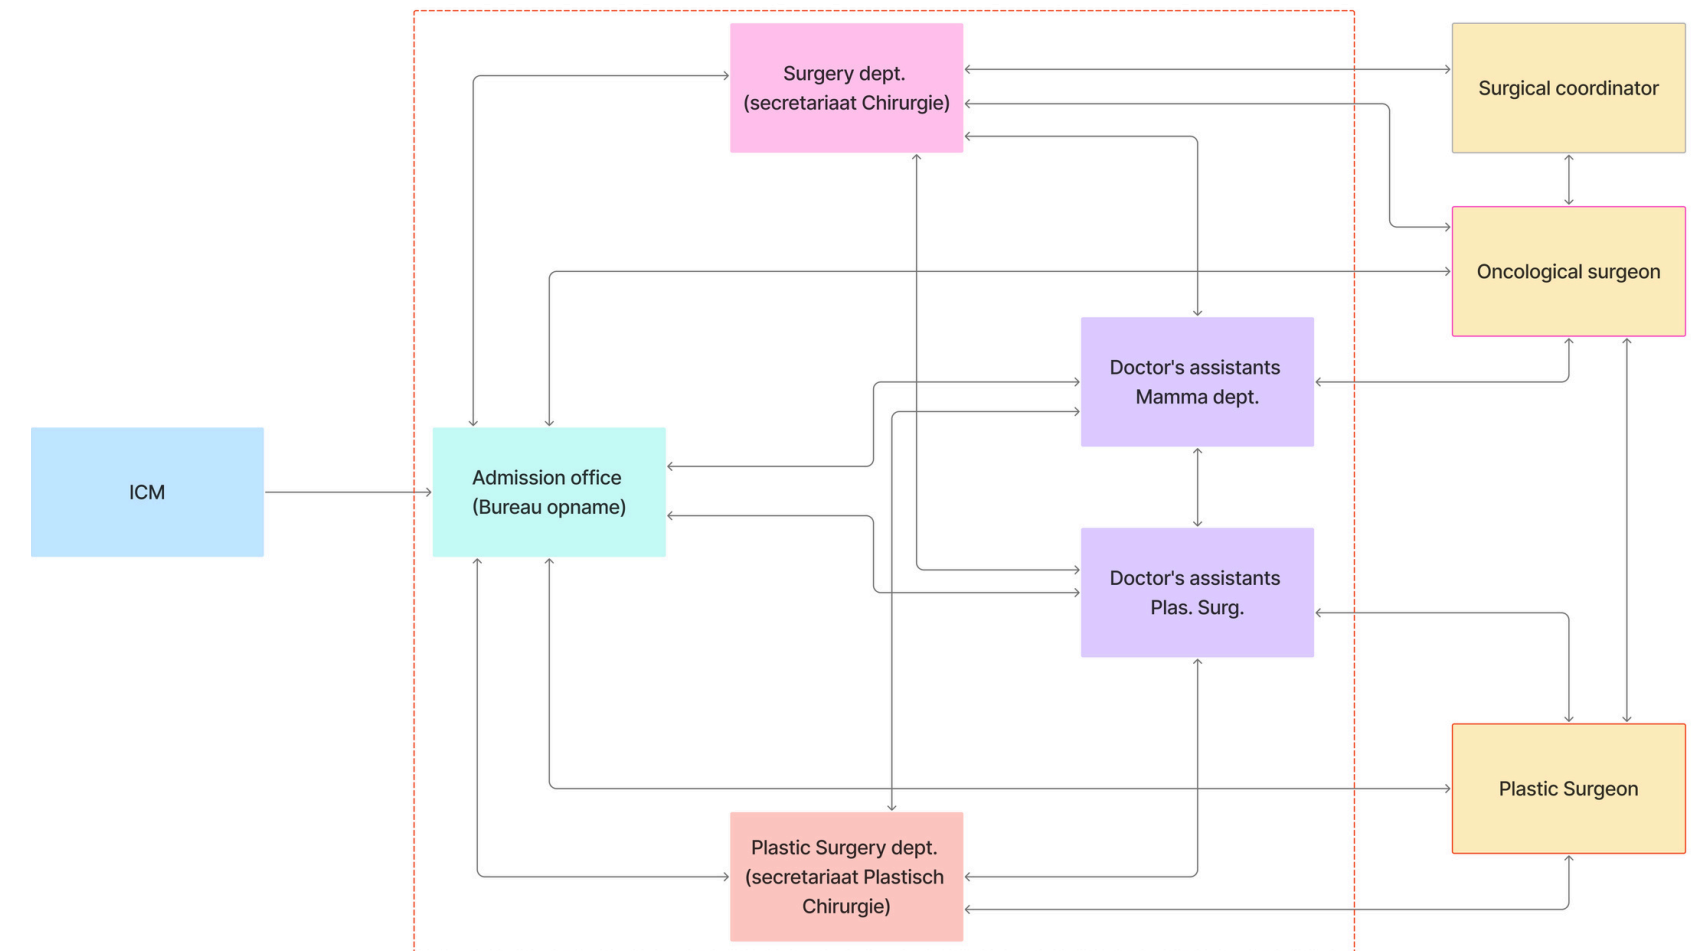 Surgery dept.
(secretariaat Chirurgie)
Surgical coordinator
Oncological surgeon
Doctor's assistants
Mamma dept.
ICM
Admission office
(Bureau opname)
Doctor's assistants
Plas. Surg.
Plastic Surgeon
Plastic Surgery dept.
(secretariaat Plastisch
Chirurgie)